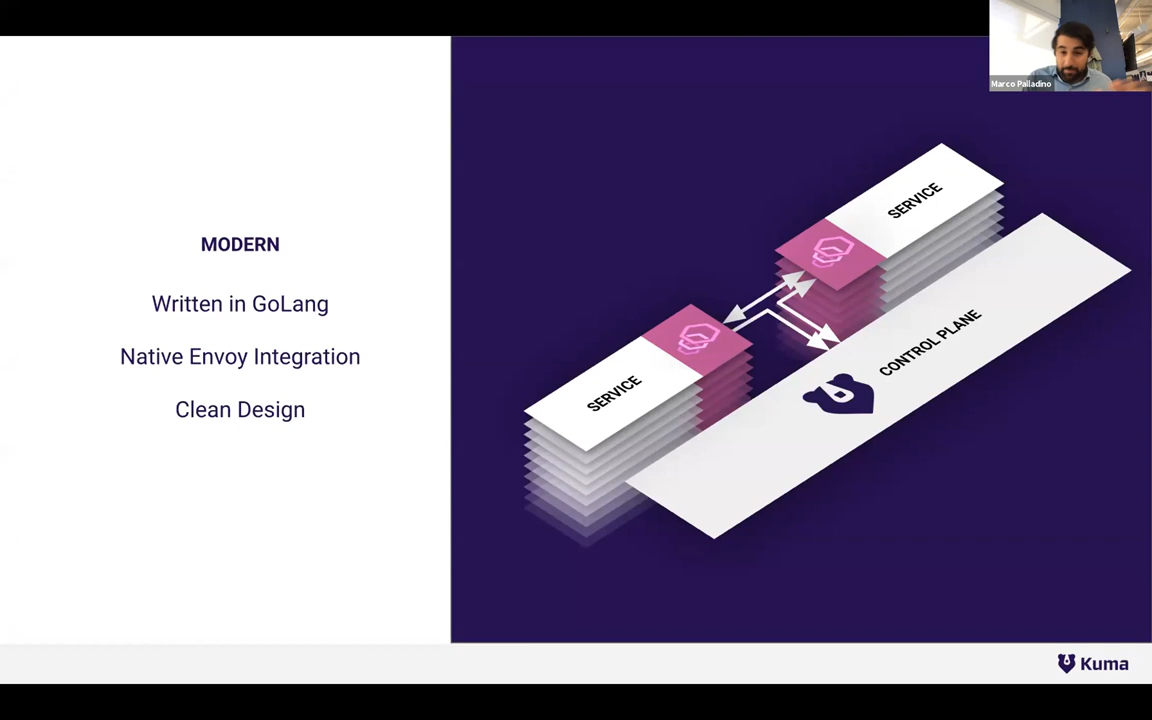 Marco Palladino
MODERN
Written in GoLang
Native Envoy Integration
Clean Design
SERVICE
SERVICE
CONTROL PLANE
Kuma